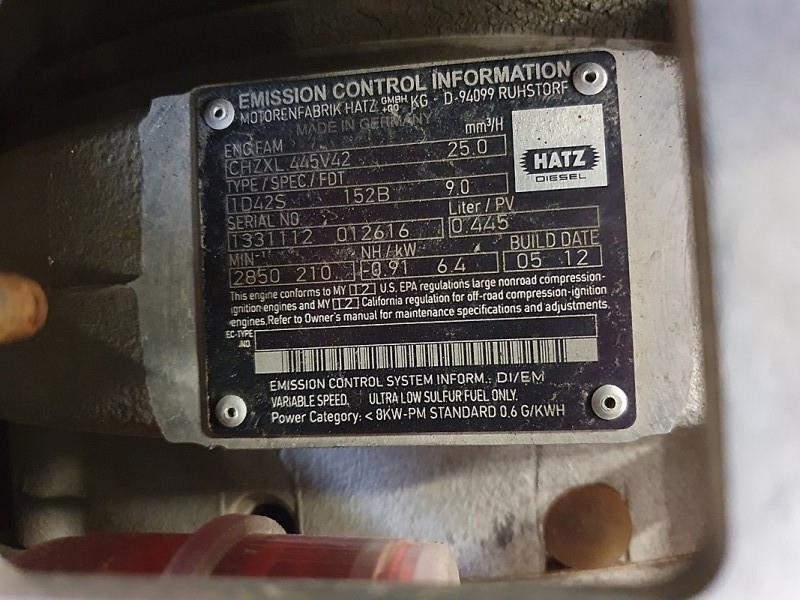 EMISSION CONTROL INFORMATION
MOTORENFABRIK HATZ GMBH +CO KG - D-94099 RUHSTORF
MADE IN GERMANY
ENG.FAM mm³/H
CHZXL 445V42 25.0
HATZ
DIESEL
TYPE / SPEC / FDT
1D42S 152B 9.0
SERIAL NO Liter / PV
1331112 012616 0.445
MIN-¹ NH / kW BUILD DATE
2850 210 -0.91 6.4 05 12
This engine conforms to MY 12 U.S. EPA regulations large nonroad compression-
ignition engines and MY 12 California regulation for off-road compression-ignition
engines. Refer to Owner's manual for maintenance specifications and adjustments.
EC-TYPE
.NO
EMISSION CONTROL SYSTEM INFORM.: DI/EM
VARIABLE SPEED. ULTRA LOW SULFUR FUEL ONLY.
Power Category: < 8KW-PM STANDARD 0.6 G/KWH